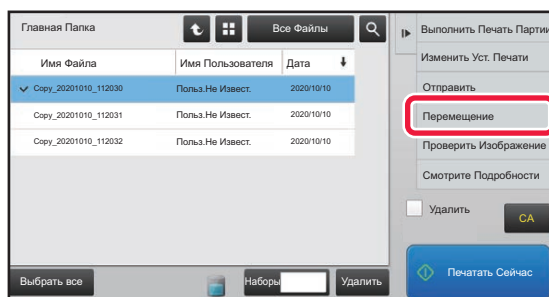 Главная Папка
Все Файлы
Имя Файла Имя Пользователя Дата
Copy_20201010_112030 Польз.Не Извест. 2020/10/10
Copy_20201010_112031 Польз.Не Извест. 2020/10/10
Copy_20201010_112032 Польз.Не Извест. 2020/10/10
Выбрать все
Наборы
Удалить
Выполнить Печать Партии
Изменить Уст. Печати
Отправить
Перемещение
Проверить Изображение
Смотрите Подробности
Удалить
CA
Печатать Сейчас